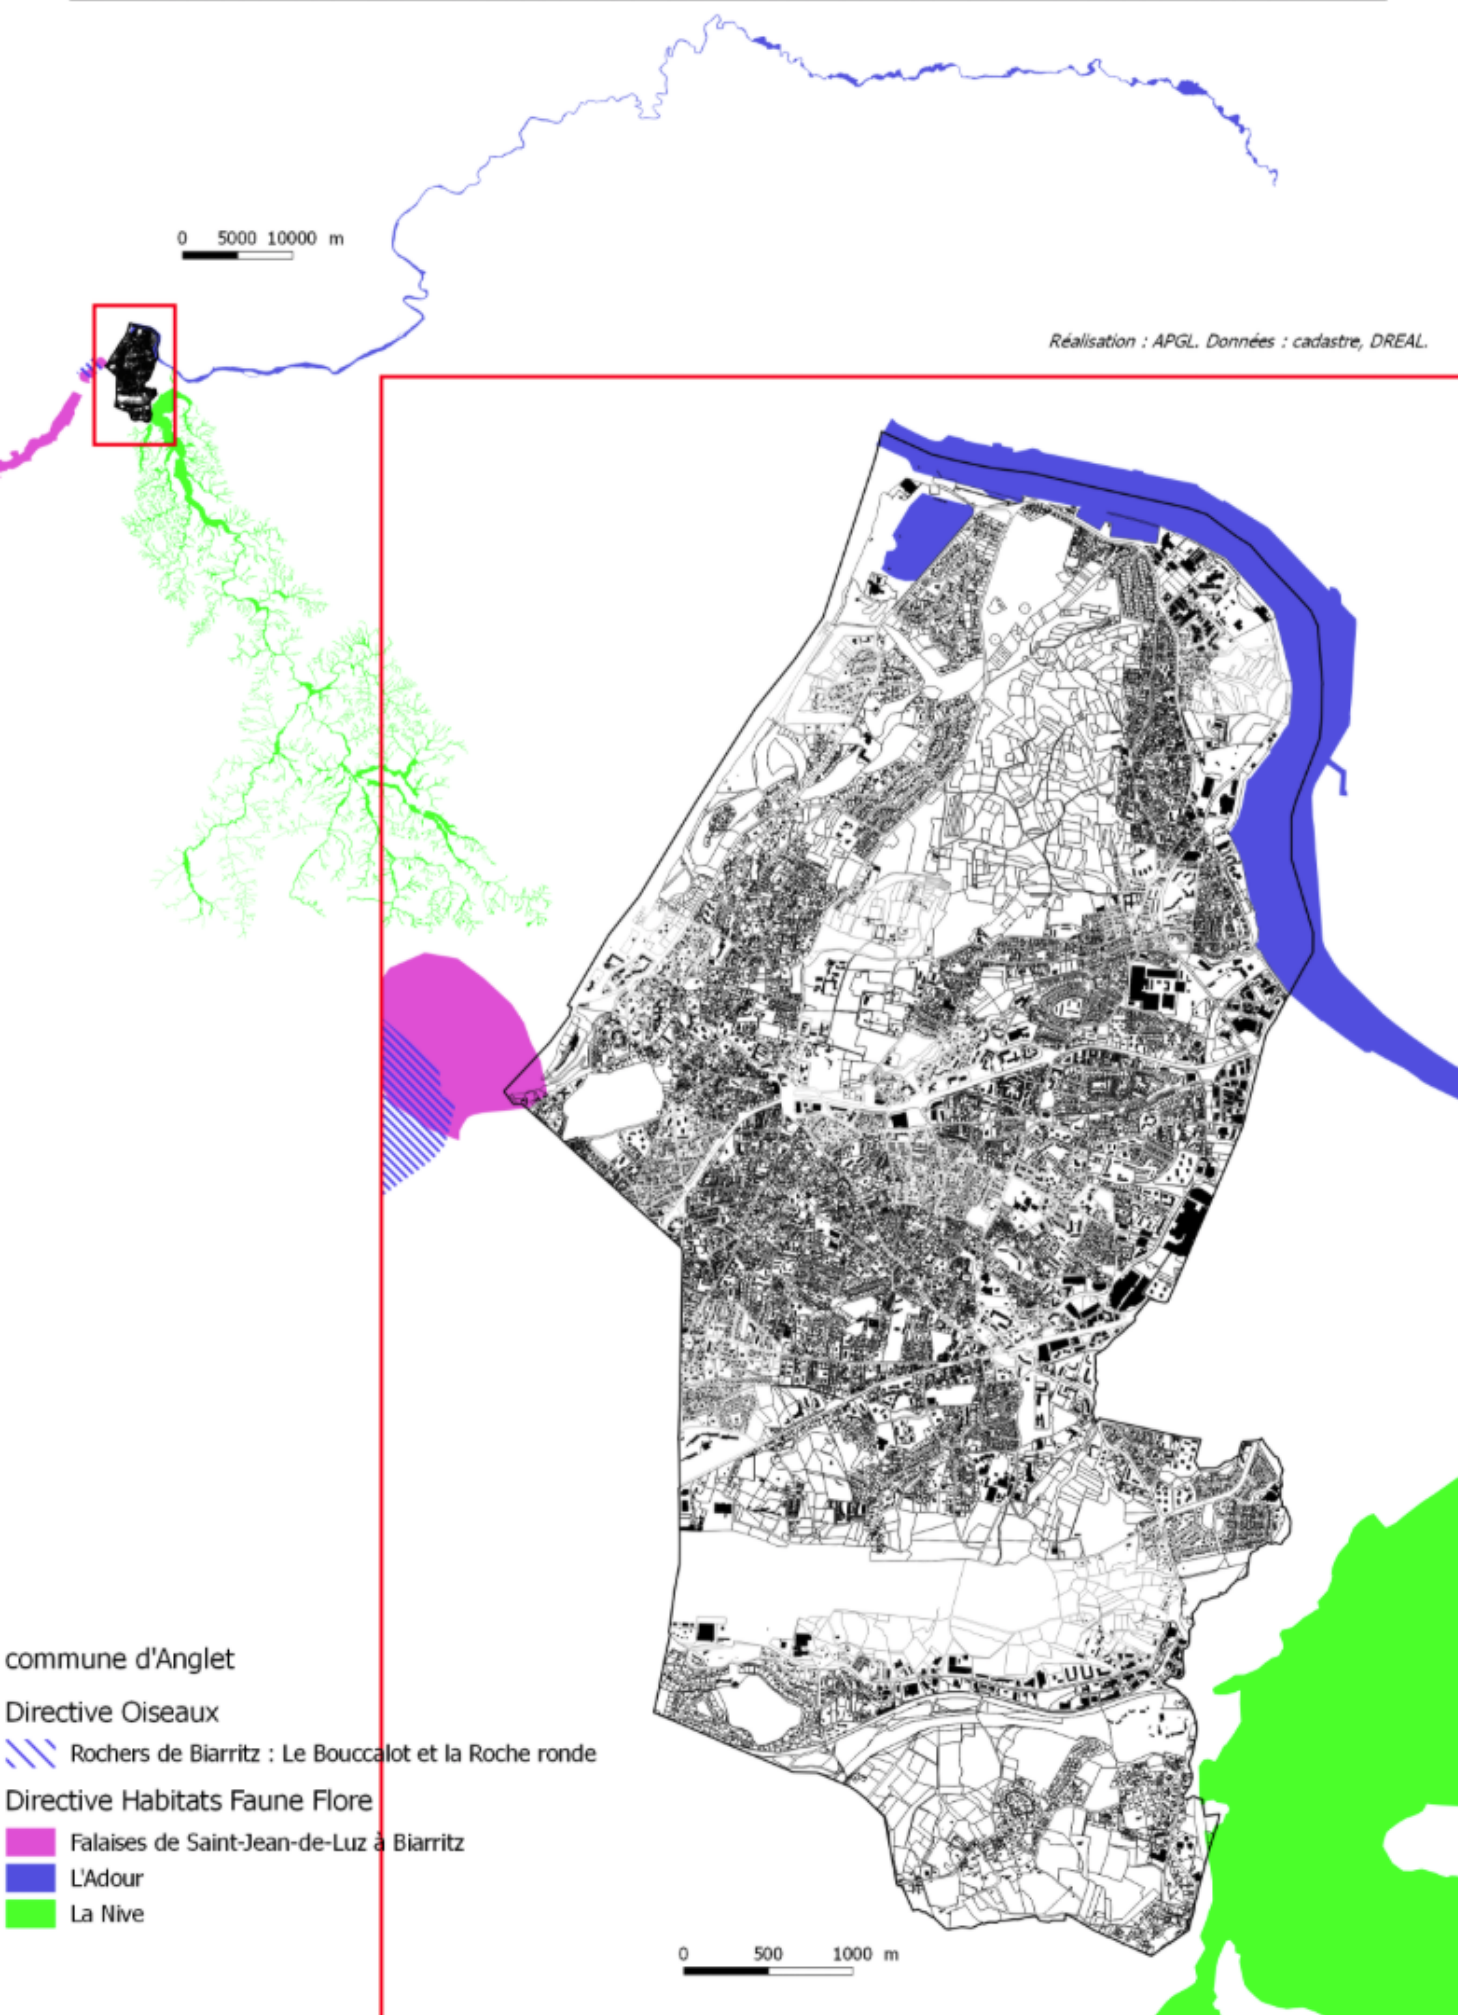 0 5000 10000 m
Réalisation : APGL. Données : cadastre, DREAL.
commune d'Anglet
Directive Oiseaux
Rochers de Biarritz : Le Bouccalot et la Roche ronde
Directive Habitats Faune Flore
Falaises de Saint-Jean-de-Luz à Biarritz
L'Adour
La Nive
0 500 1000 m